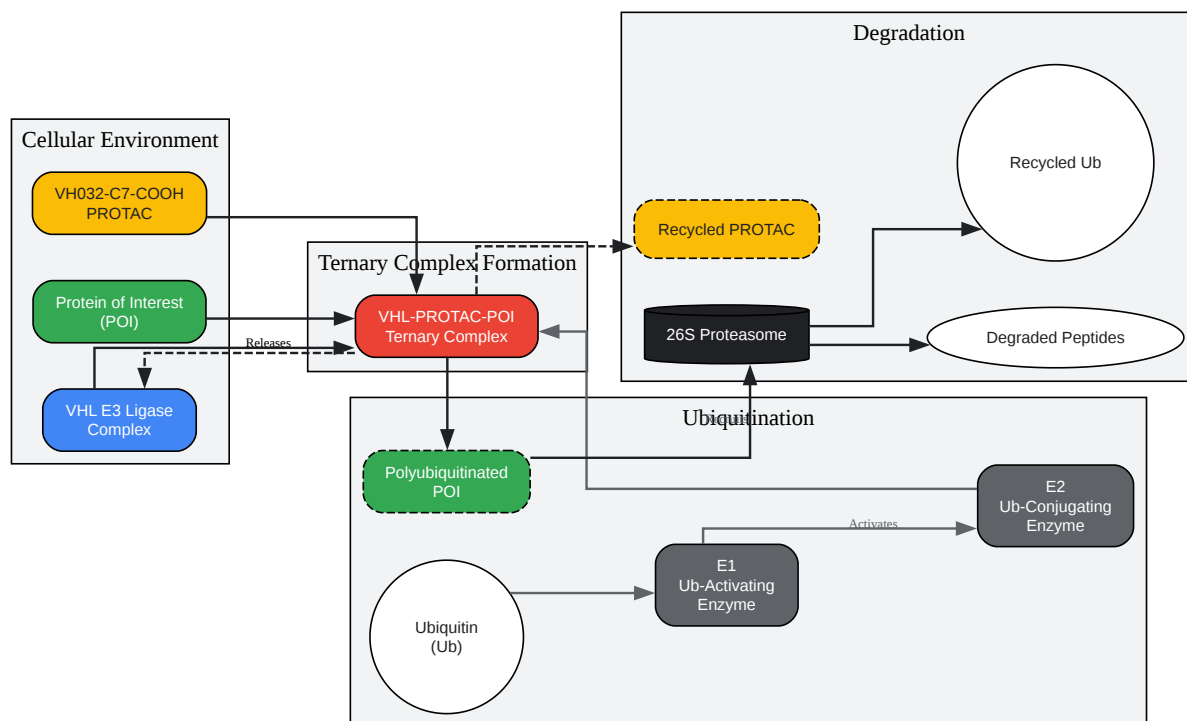 Degradation
Cellular Environment
VH032-C7-COOH
PROTAC
Recycled Ub
Recycled PROTAC
Ternary Complex Formation
Protein of Interest
(POI)
VHL-PROTAC-POI
Ternary Complex
26S Proteasome
Degraded Peptides
Releases
VHL E3 Ligase
Complex
Ubiquitination
Polyubiquitinated
POI
E2
Ub-Conjugating
Enzyme
Activates
E1
Ub-Activating
Enzyme
Ubiquitin
(Ub)